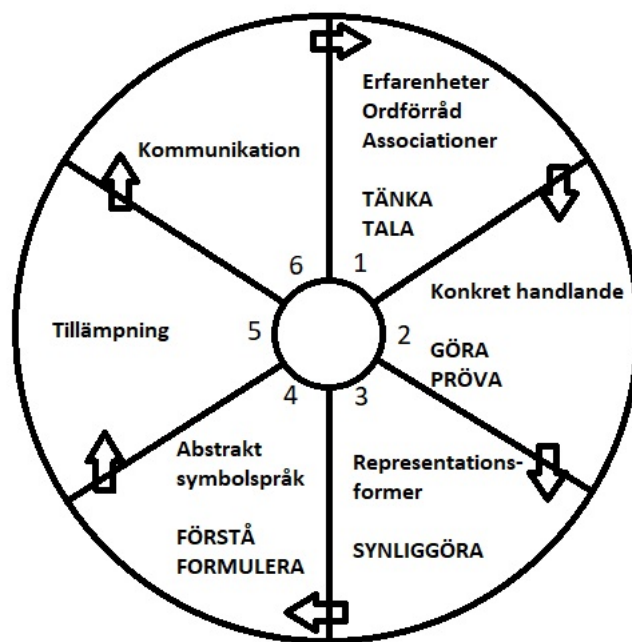 Erfarenheter
Ordförråd
Associationer
TÄNKA
TALA
1
Konkret handlande
2
GÖRA
PRÖVA
3
Representations-
former
SYNLIGGÖRA
4
Abstrakt
symbolspråk
FÖRSTÅ
FORMULERA
5
Tillämpning
6
Kommunikation